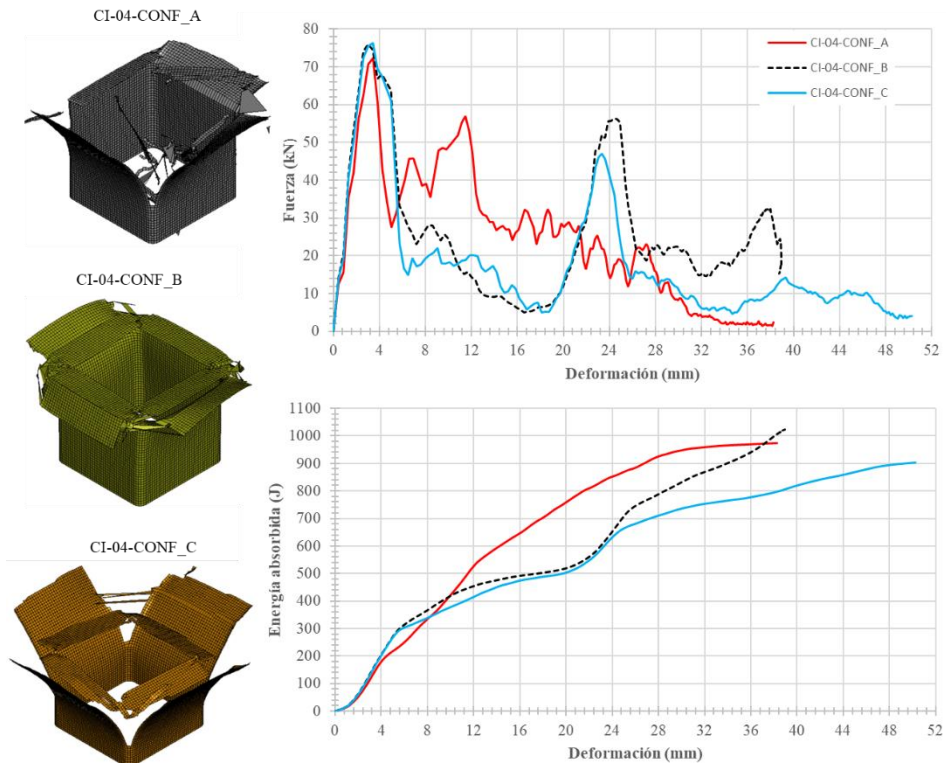 CI-04-CONF_A
CI-04-CONF_B
CI-04-CONF_C
Fuerza (kN)
80
70
60
50
40
30
20
10
0
CI-04-CONF_A
CI-04-CONF_B
CI-04-CONF_C
0 4 8 12 16 20 24 28 32 36 40 44 48 52
Deformación (mm)
Energía absorbida (J)
1100
1000
900
800
700
600
500
400
300
200
100
0
0 4 8 12 16 20 24 28 32 36 40 44 48 52
Deformación (mm)